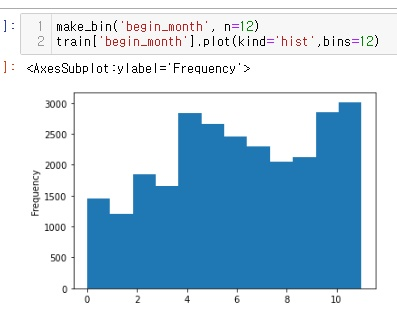 ]: 1 make_bin('begin_month', n=12)
2 train['begin_month'].plot(kind='hist',bins=12)
]: <AxesSubplot:ylabel='Frequency'>
3000
2500
2000
1500
1000
500
0
Frequency
0 2 4 6 8 10